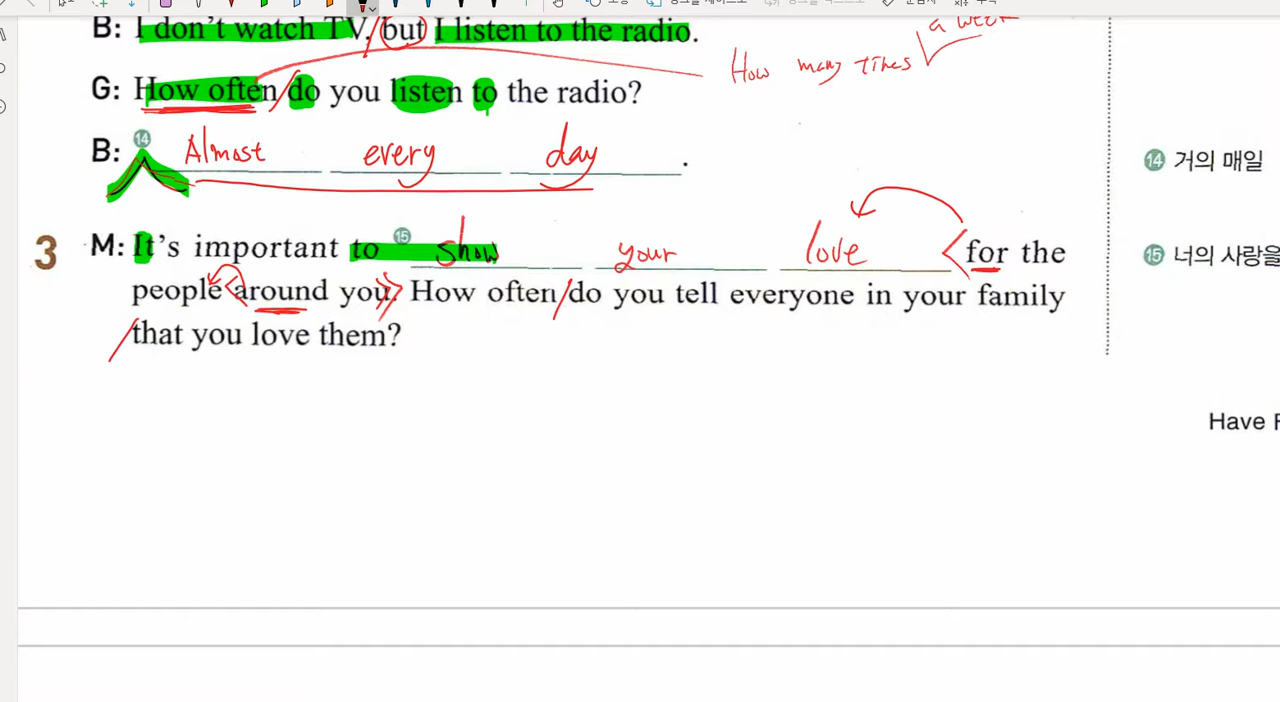 a week
B: I don't watch TV, but I listen to the radio.
How many times
G: How often do you listen to the radio?
B: ⑭ Almost every day .
⑭ 거의 매일
3 M: It's important to ⑮ show your love for the
⑮ 너의 사랑을
people around you. How often do you tell everyone in your family
that you love them?
Have